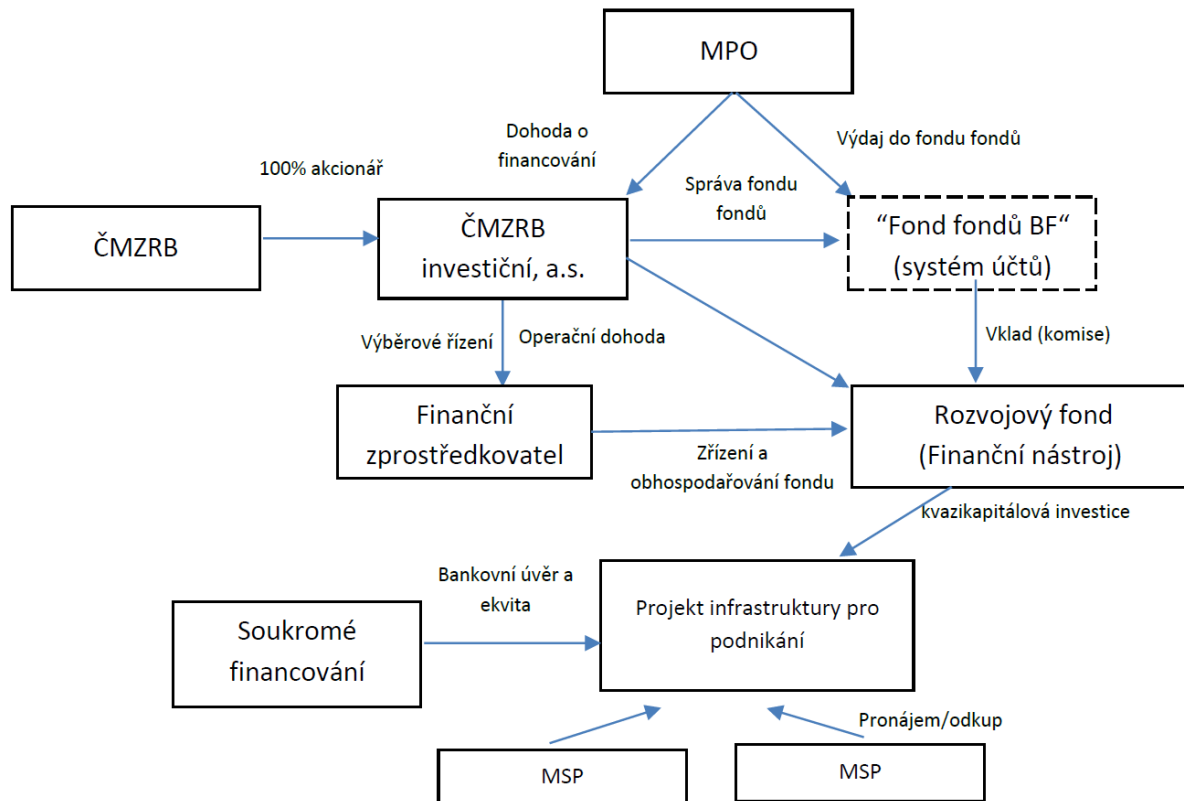 MPO
Dohoda o
financování
Výdaj do fondu fondů
100% akcionář
Správa fondu
fondů
ČMZRB
ČMZRB
investiční, a.s.
“Fond fondů BF“
(systém účtů)
Výběrové řízení
Operační dohoda
Vklad (komise)
Finanční
zprostředkovatel
Rozvojový fond
(Finanční nástroj)
Zřízení a
obhospodařování fondu
kvazikapitálová investice
Bankovní úvěr a
ekvita
Soukromé
financování
Projekt infrastruktury pro
podnikání
Pronájem/odkup
MSP
MSP